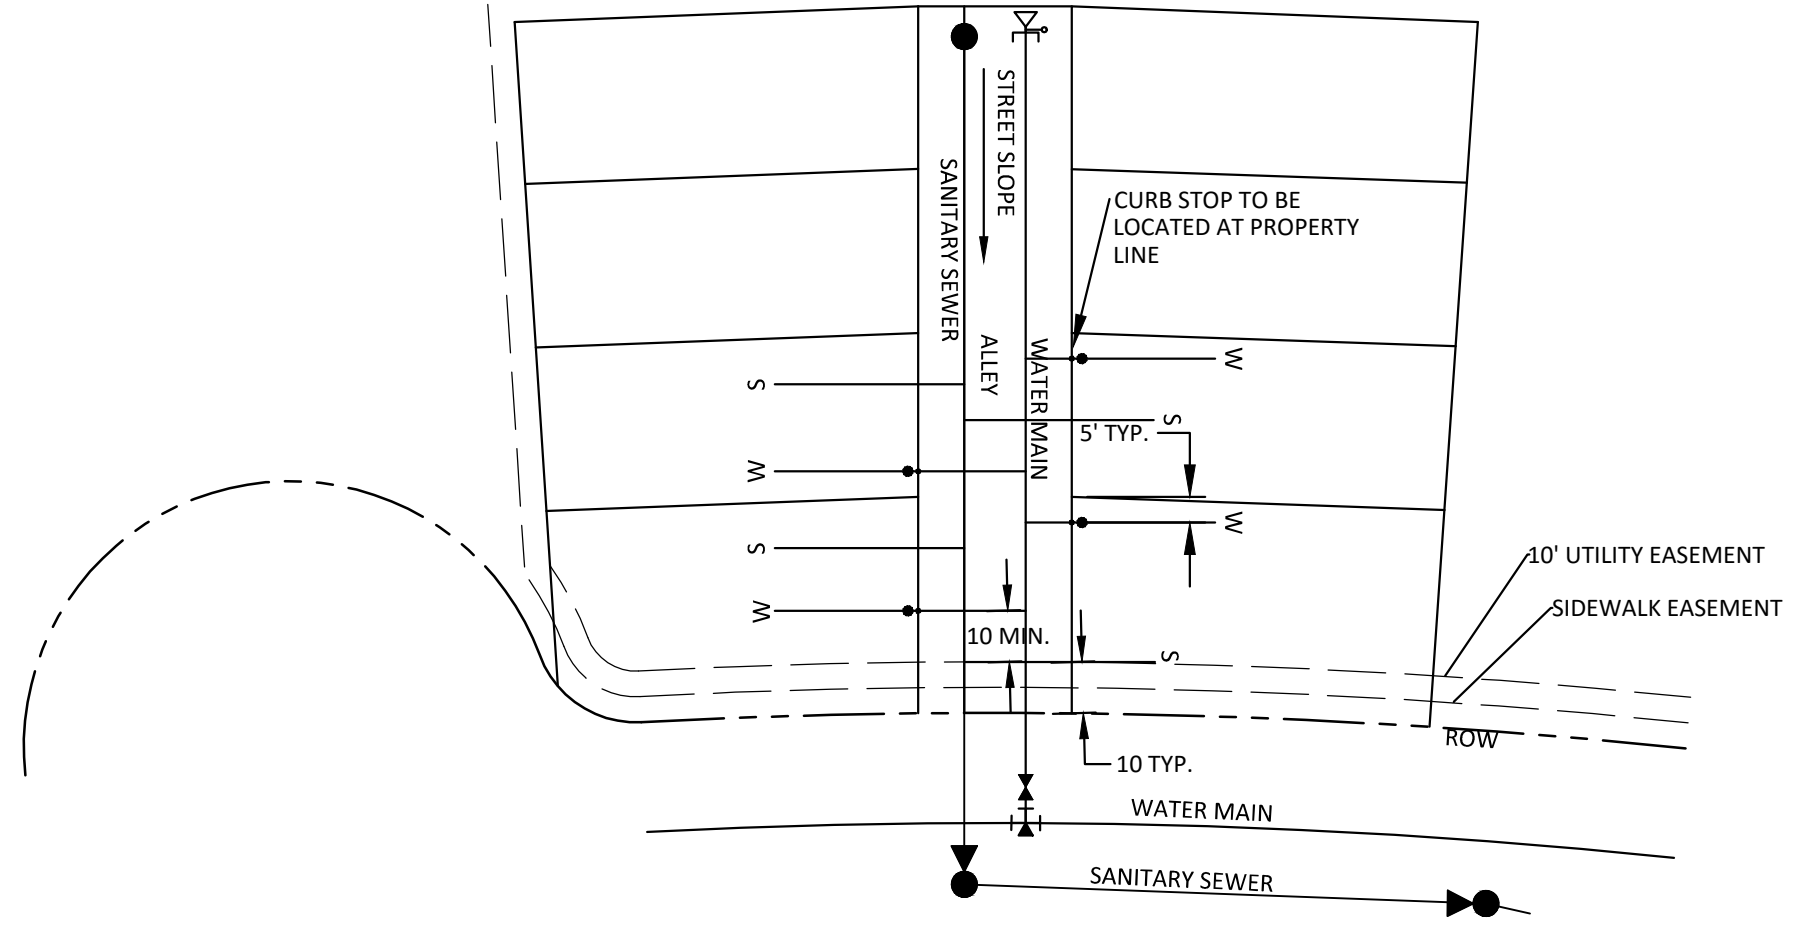 STREET SLOPE
SANITARY SEWER
CURB STOP TO BE
LOCATED AT PROPERTY
LINE
ALLEY
WATER MAIN
W
S
S
5' TYP.
W
W
S
10' UTILITY EASEMENT
W
SIDEWALK EASEMENT
10 MIN.
S
ROW
10 TYP.
WATER MAIN
SANITARY SEWER